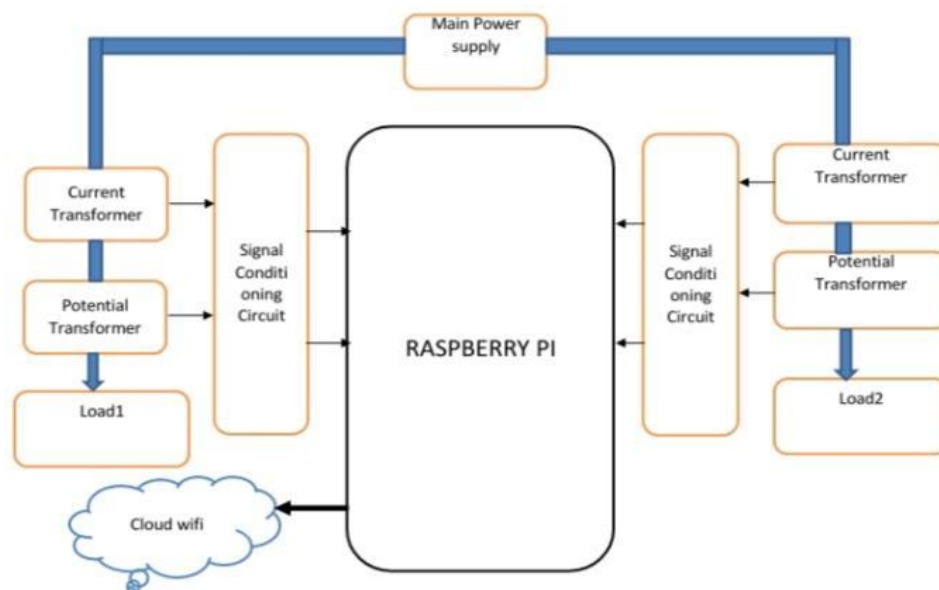 Main Power
supply
Current
Transformer
Potential
Transformer
Load1
Signal
Conditi
oning
Circuit
RASPBERRY PI
Signal
Conditi
oning
Circuit
Current
Transformer
Potential
Transformer
Load2
Cloud wifi